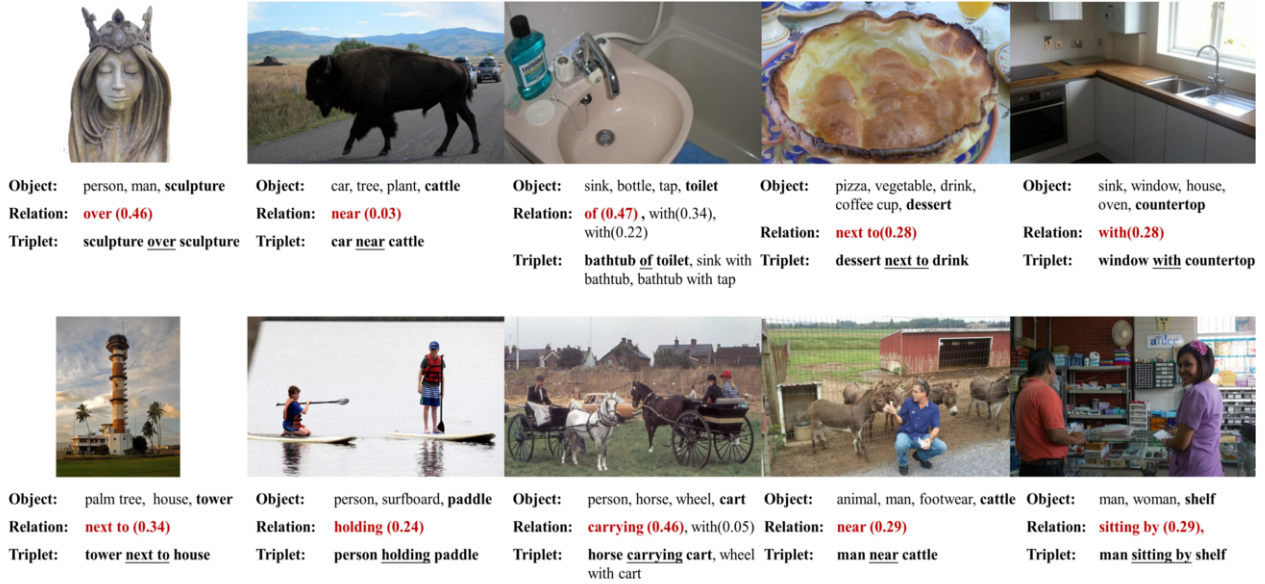 Object: person, man, sculpture
Relation: over (0.46)
Triplet: sculpture over sculpture
Object: car, tree, plant, cattle
Relation: near (0.03)
Triplet: car near cattle
Object: sink, bottle, tap, toilet
Relation: of (0.47) , with(0.34),
with(0.22)
Triplet: bathtub of toilet, sink with
bathtub, bathtub with tap
Object: pizza, vegetable, drink,
coffee cup, dessert
Relation: next to(0.28)
Triplet: dessert next to drink
Object: sink, window, house,
oven, countertop
Relation: with(0.28)
Triplet: window with countertop
Object: palm tree, house, tower
Relation: next to (0.34)
Triplet: tower next to house
Object: person, surfboard, paddle
Relation: holding (0.24)
Triplet: person holding paddle
Object: person, horse, wheel, cart
Relation: carrying (0.46), with(0.05)
Triplet: horse carrying cart, wheel
with cart
Object: animal, man, footwear, cattle
Relation: near (0.29)
Triplet: man near cattle
Object: man, woman, shelf
Relation: sitting by (0.29),
Triplet: man sitting by shelf